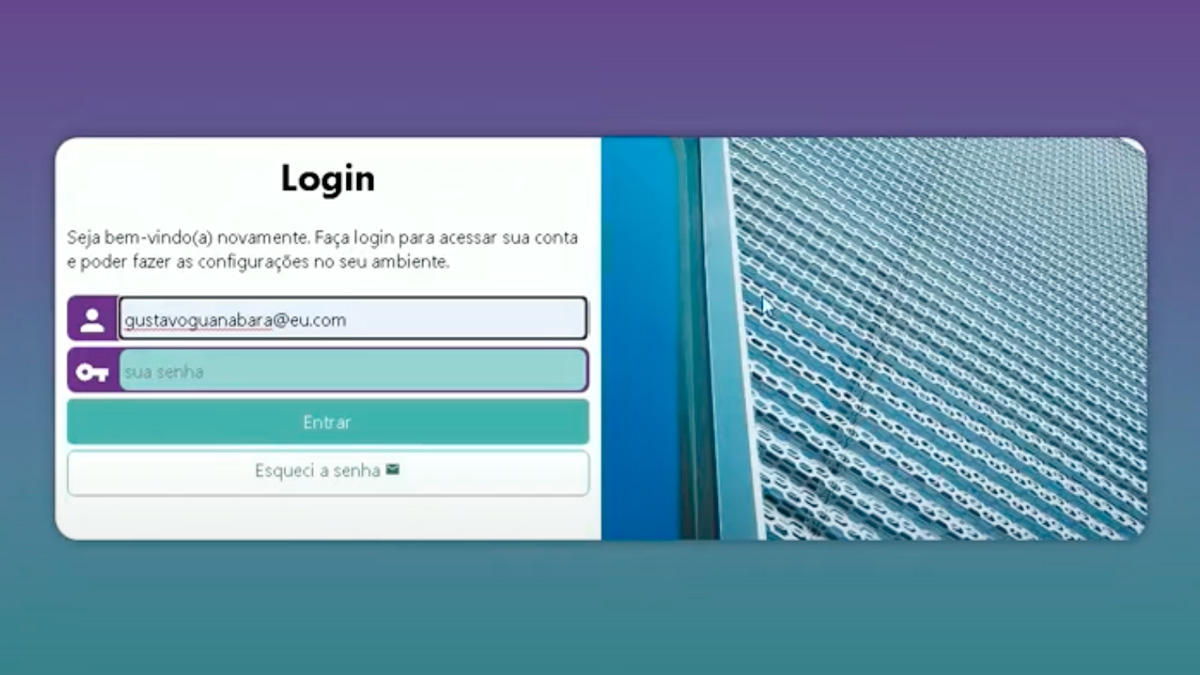 Login
Seja bem-vindo(a) novamente. Faça login para acessar sua conta
e poder fazer as configurações no seu ambiente.
gustavoguanabara@eu.com
sua senha
Entrar
Esqueci a senha